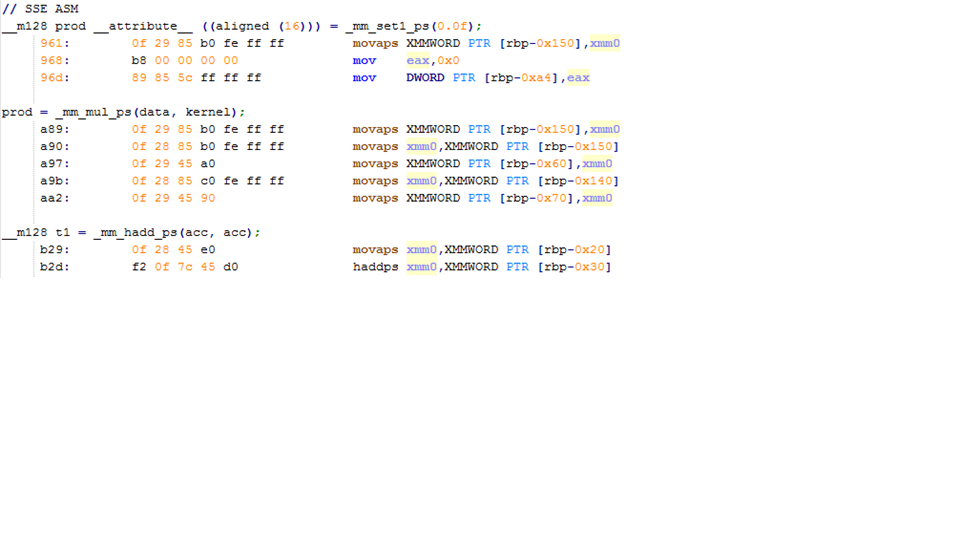 // SSE ASM
__m128 prod __attribute__ ((aligned (16))) = _mm_set1_ps(0.0f);
961: 0f 29 85 b0 fe ff ff movaps XMMWORD PTR [rbp-0x150],xmm0
968: b8 00 00 00 00 mov eax,0x0
96d: 89 85 5c ff ff ff mov DWORD PTR [rbp-0xa4],eax
prod = _mm_mul_ps(data, kernel);
a89: 0f 29 85 b0 fe ff ff movaps XMMWORD PTR [rbp-0x150],xmm0
a90: 0f 28 85 b0 fe ff ff movaps xmm0,XMMWORD PTR [rbp-0x150]
a97: 0f 29 45 a0 movaps XMMWORD PTR [rbp-0x60],xmm0
a9b: 0f 28 85 c0 fe ff ff movaps xmm0,XMMWORD PTR [rbp-0x140]
aa2: 0f 29 45 90 movaps XMMWORD PTR [rbp-0x70],xmm0
__m128 t1 = _mm_hadd_ps(acc, acc);
b29: 0f 28 45 e0 movaps xmm0,XMMWORD PTR [rbp-0x20]
b2d: f2 0f 7c 45 d0 haddps xmm0,XMMWORD PTR [rbp-0x30]